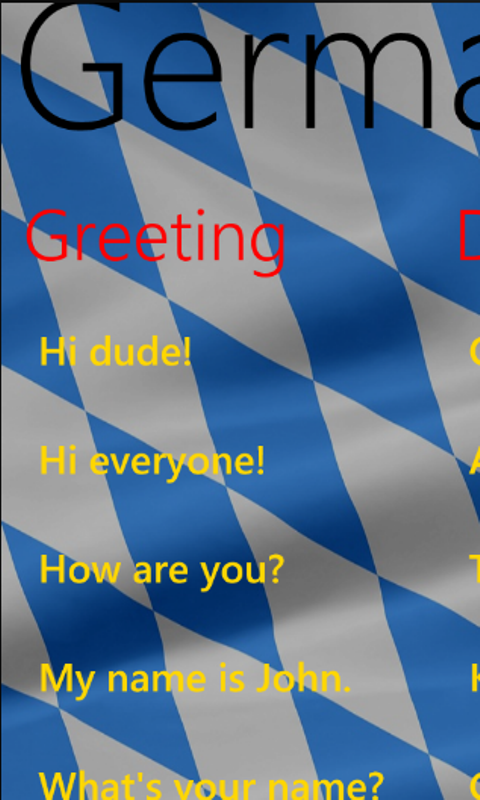 Germa
Greeting
Hi dude!
Hi everyone!
How are you?
My name is John.
What's your name?